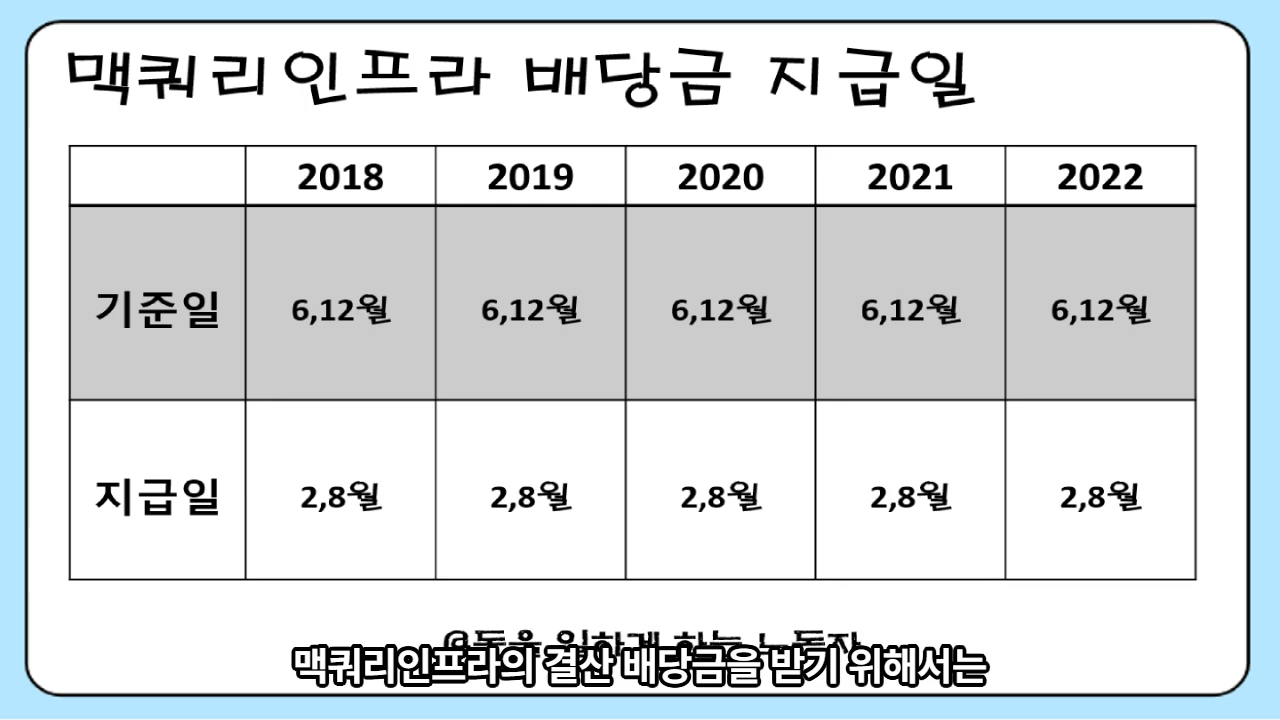 맥쿼리인프라 배당금 지급일
2018 2019 2020 2021 2022
기준일 6,12월 6,12월 6,12월 6,12월 6,12월
지급일 2,8월 2,8월 2,8월 2,8월 2,8월
맥쿼리인프라의 결산 배당금을 받기 위해서는